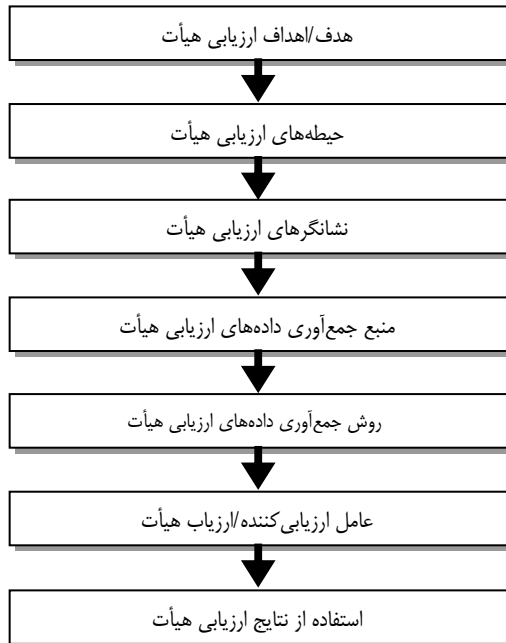 هدف/اهداف ارزیابی هیأت
حیطه‌های ارزیابی هیأت
نشانگرهای ارزیابی هیأت
منبع جمع‌آوری داده‌های ارزیابی هیأت
روش جمع‌آوری داده‌های ارزیابی هیأت
عامل ارزیابی‌کننده/ارزیاب هیأت
استفاده از نتایج ارزیابی هیأت